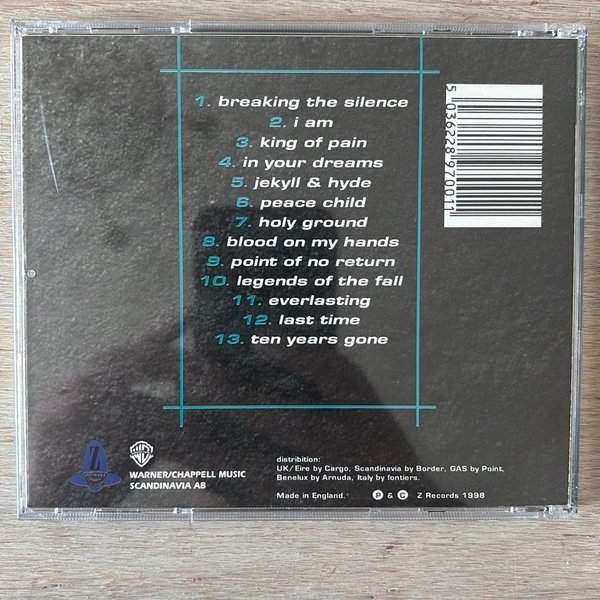 1. breaking the silence
2. i am
3. king of pain
4. in your dreams
5. jekyll & hyde
6. peace child
7. holy ground
8. blood on my hands
9. point of no return
10. legends of the fall
11. everlasting
12. last time
13. ten years gone
5 036228 970011
Z
WB
WARNER/CHAPPELL MUSIC
SCANDINAVIA AB
distribition:
UK/Eire by Cargo, Scandinavia by Border, GAS by Point,
Benelux by Arnuda, Italy by fontiers.
Made in England. P & C Z Records 1998